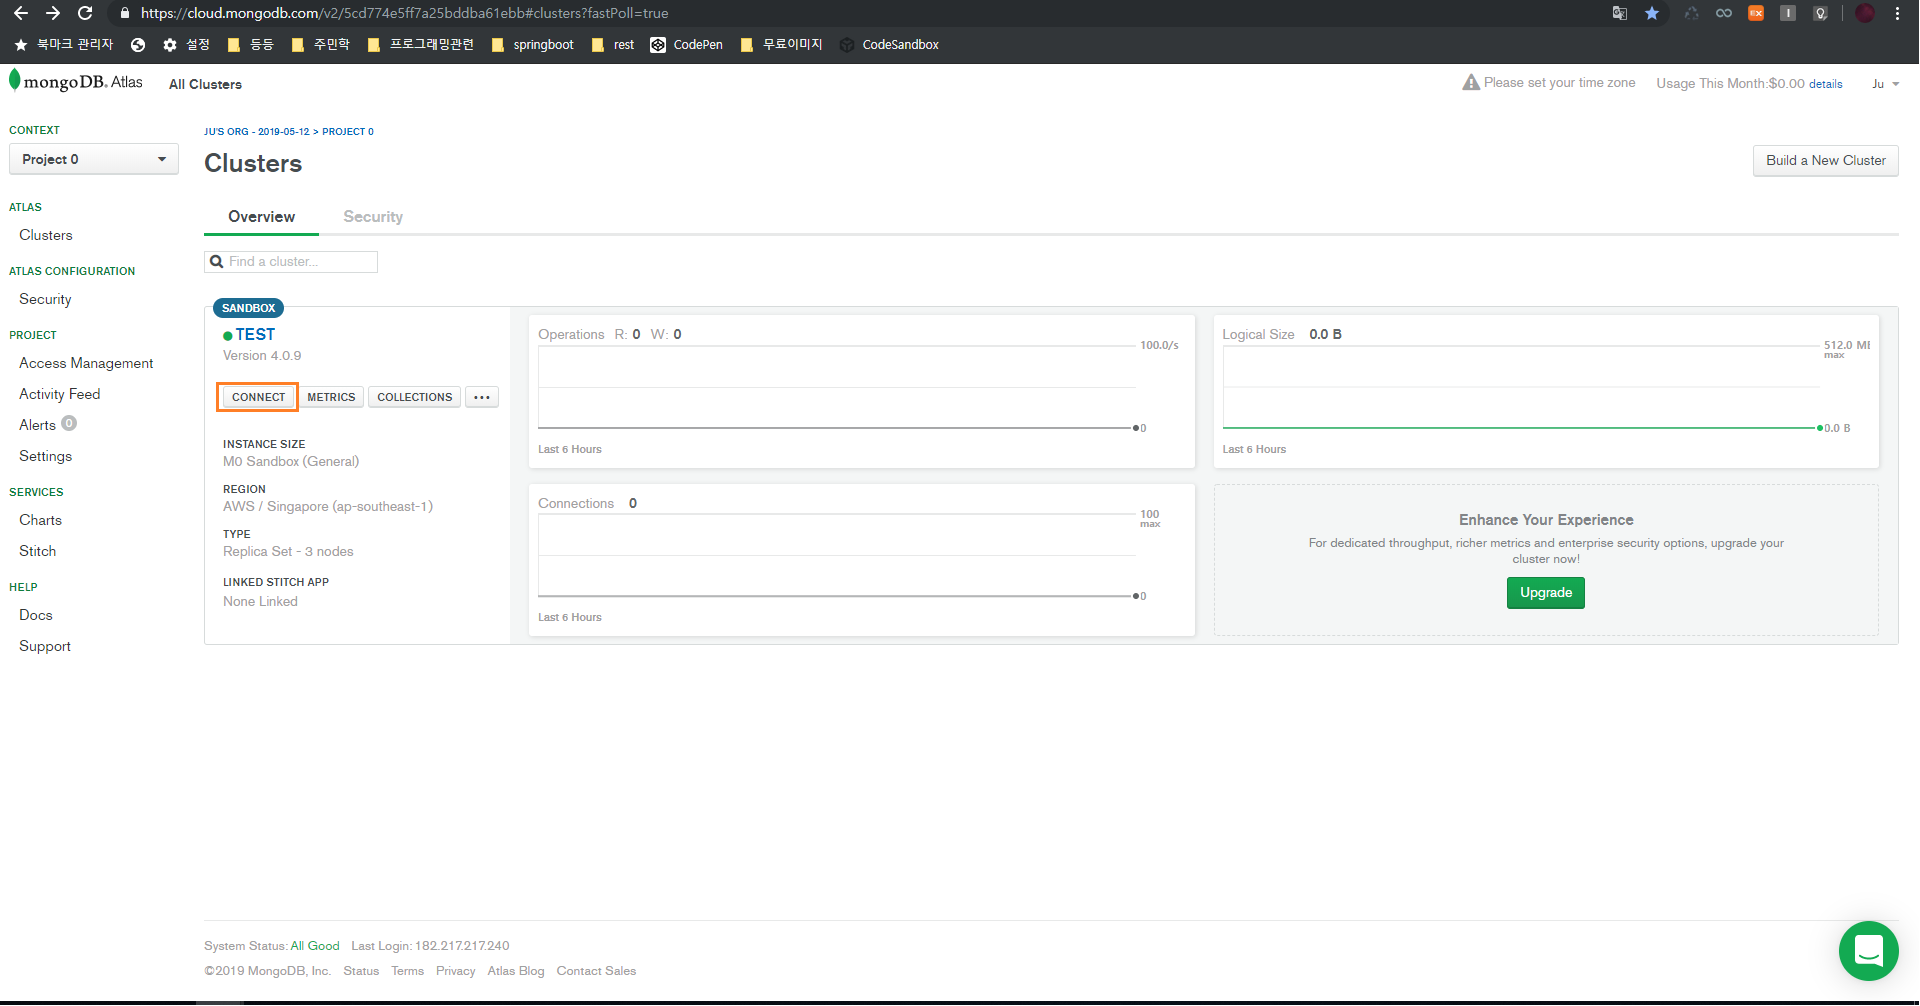 https://cloud.mongodb.com/v2/5cd774e5ff7a25bddba61ebb#clusters?fastPoll=true
북마크 관리자 설정 등등 주민학 프로그래밍관련 springboot rest CodePen 무료이미지 CodeSandbox
mongoDB. Atlas All Clusters Please set your time zone Usage This Month:$0.00 details Ju
CONTEXT
Project 0
ATLAS
Clusters
ATLAS CONFIGURATION
Security
PROJECT
Access Management
Activity Feed
Alerts 0
Settings
SERVICES
Charts
Stitch
HELP
Docs
Support
JU'S ORG - 2019-05-12 > PROJECT 0
Clusters
Build a New Cluster
Overview Security
Find a cluster...
SANDBOX
TEST
Version 4.0.9
CONNECT METRICS COLLECTIONS ...
INSTANCE SIZE
M0 Sandbox (General)
REGION
AWS / Singapore (ap-southeast-1)
TYPE
Replica Set - 3 nodes
LINKED STITCH APP
None Linked
Operations R: 0 W: 0
100.0/s
0
Last 6 Hours
Logical Size 0.0 B
512.0 MB
max
0.0 B
Last 6 Hours
Connections 0
100
max
0
Last 6 Hours
Enhance Your Experience
For dedicated throughput, richer metrics and enterprise security options, upgrade your
cluster now!
Upgrade
System Status: All Good Last Login: 182.217.217.240
©2019 MongoDB, Inc. Status Terms Privacy Atlas Blog Contact Sales